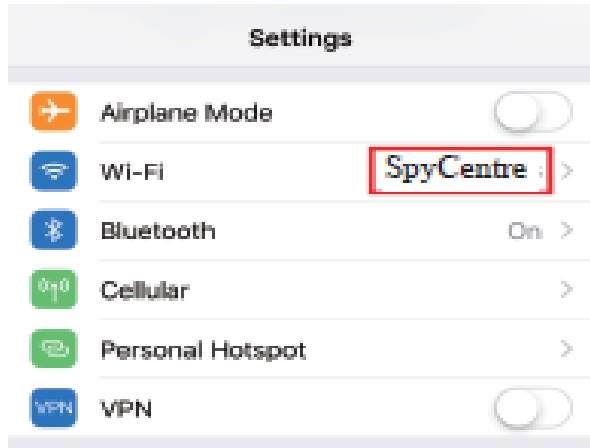 Settings
Airplane Mode
Wi-Fi SpyCentre
Bluetooth On
Cellular
Personal Hotspot
VPN VPN